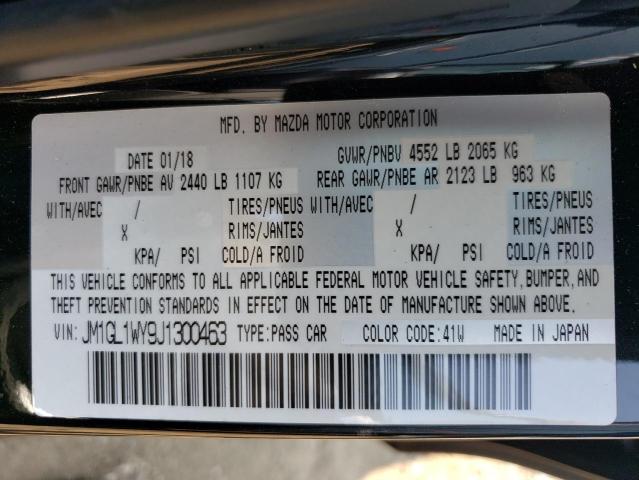 MFD. BY MAZDA MOTOR CORPORATION
DATE 01/18 GVWR/PNBV 4552 LB 2065 KG
FRONT GAWR/PNBE AV 2440 LB 1107 KG REAR GAWR/PNBE AR 2123 LB 963 KG
WITH/AVEC / TIRES/PNEUS WITH/AVEC / TIRES/PNEUS
X RIMS/JANTES X RIMS/JANTES
KPA/ PSI COLD/A FROID KPA/ PSI COLD/A FROID
THIS VEHICLE CONFORMS TO ALL APPLICABLE FEDERAL MOTOR VEHICLE SAFETY, BUMPER, AND
THEFT PREVENTION STANDARDS IN EFFECT ON THE DATE OF MANUFACTURE SHOWN ABOVE.
VIN: JM1GL1WY9J1300463 TYPE:PASS CAR COLOR CODE:41W MADE IN JAPAN